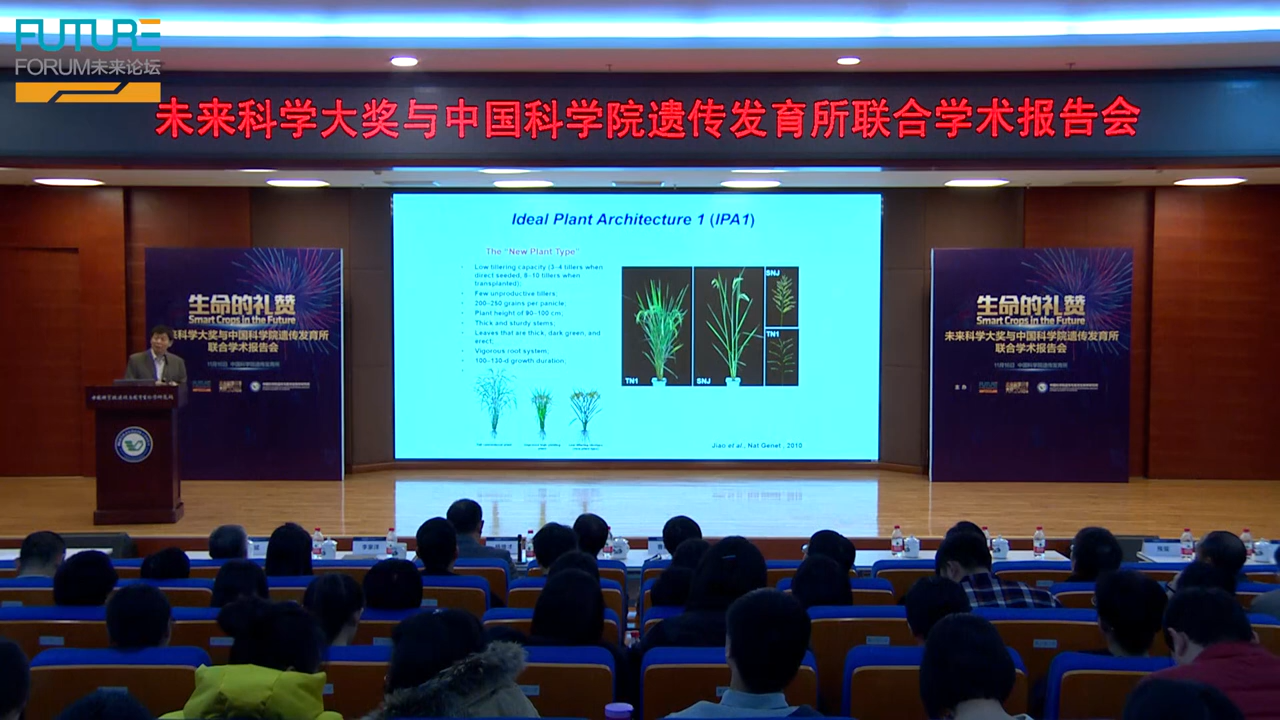 FUTURE
FORUM未来论坛
未来科学大奖与中国科学院遗传发育所联合学术报告会
Ideal Plant Architecture 1 (IPA1)
The "New Plant Type"
Low tillering capacity (3-4 tillers when
direct seeded, 8-10 tillers when
transplanted);
Few unproductive tillers;
200-250 grains per panicle;
Plant height of 90-100 cm;
Thick and sturdy stems;
Leaves that are thick, dark green, and
erect;
Vigorous root system;
100-130-d growth duration;
TN1
SNJ
SNJ
TN1
Jiao et al., Nat Genet, 2010
生命的礼赞
Smart Crops in the Future
科学大奖与中国科学院遗传发育所
联合学术报告会
生命的礼赞
Smart Crops in the Future
未来科学大奖与中国科学院遗传发育所
联合学术报告会
主办